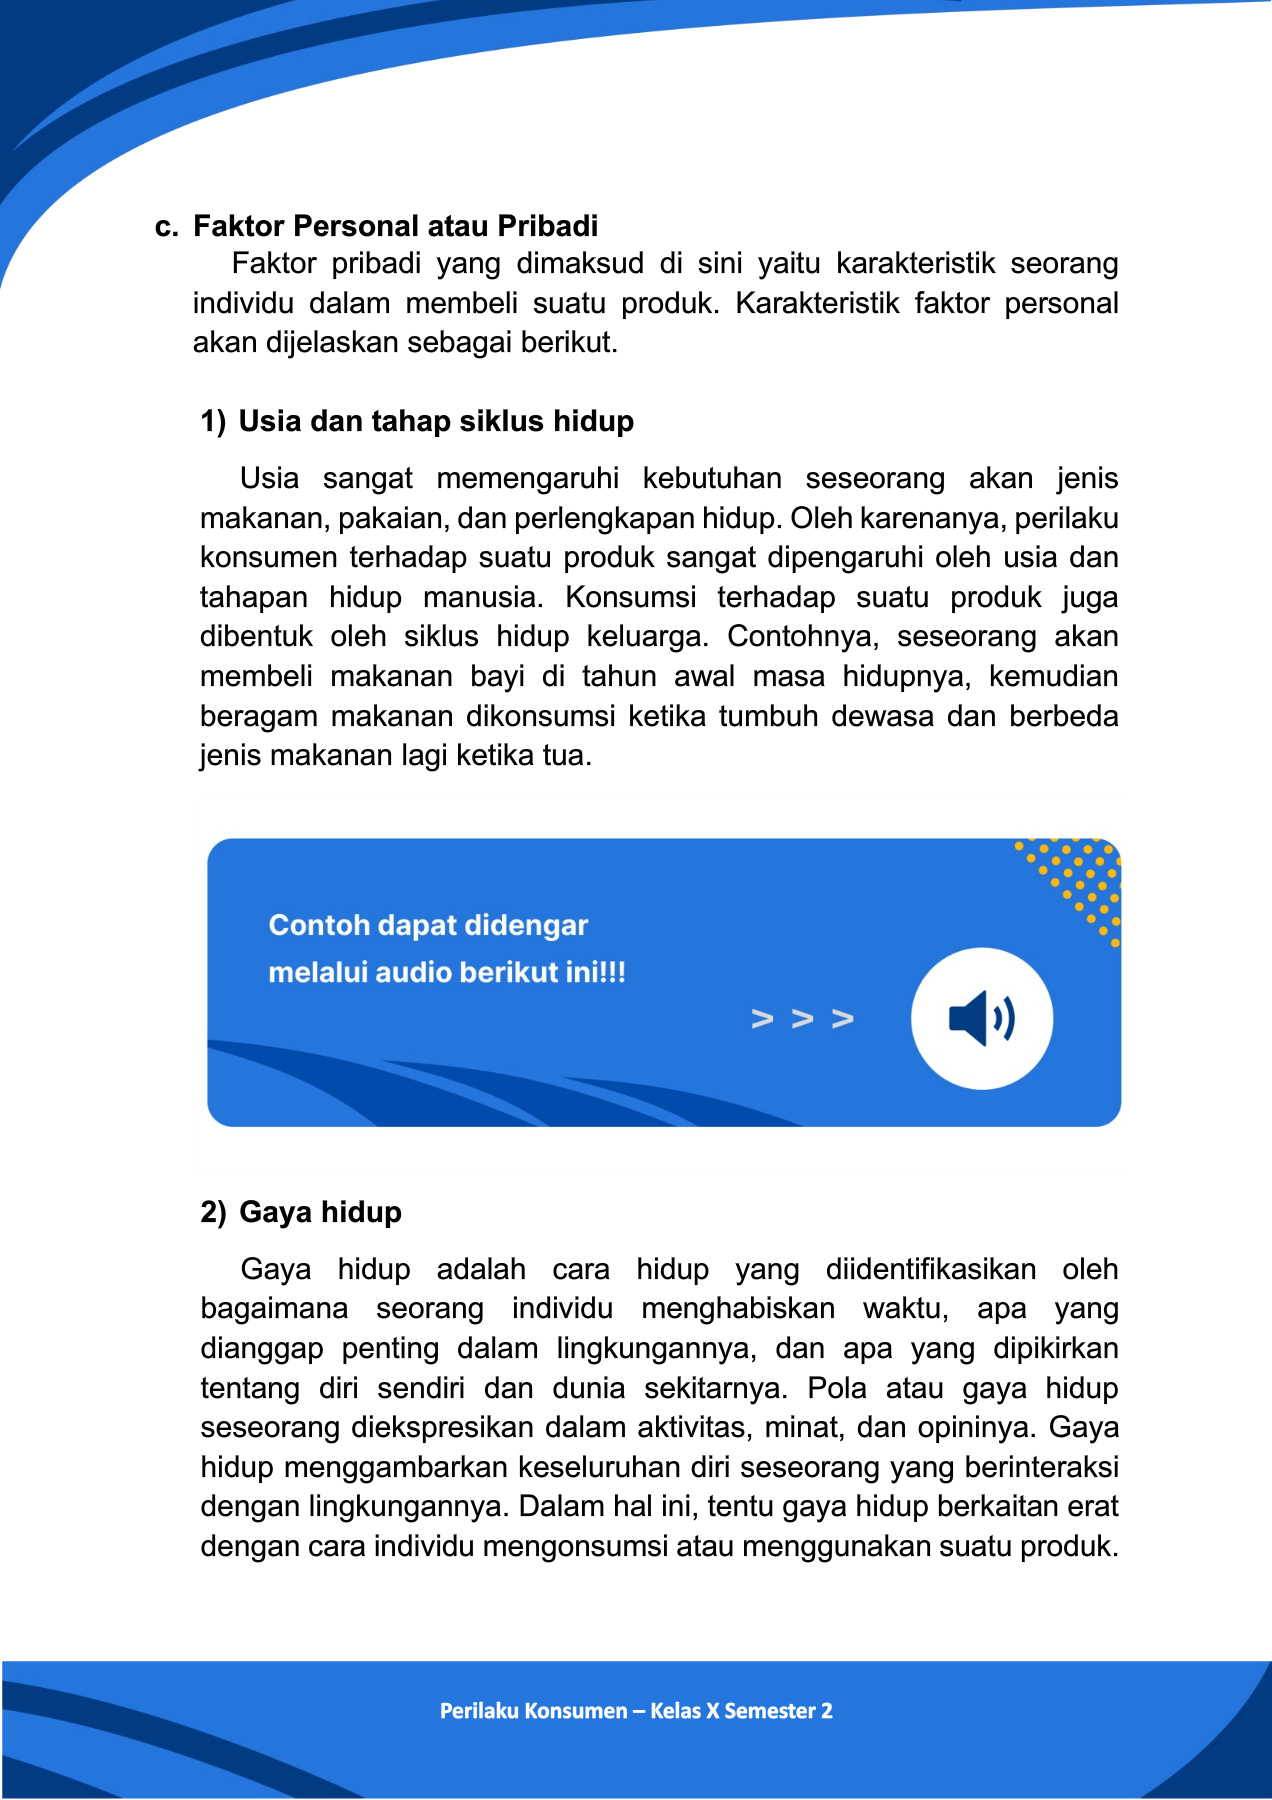 c. Faktor Personal atau Pribadi
Faktor pribadi yang dimaksud di sini yaitu karakteristik seorang
individu dalam membeli suatu produk. Karakteristik faktor personal
akan dijelaskan sebagai berikut.
1) Usia dan tahap siklus hidup
Usia sangat memengaruhi kebutuhan seseorang akan jenis
makanan, pakaian, dan perlengkapan hidup. Oleh karenanya, perilaku
konsumen terhadap suatu produk sangat dipengaruhi oleh usia dan
tahapan hidup manusia. Konsumsi terhadap suatu produk juga
dibentuk oleh siklus hidup keluarga. Contohnya, seseorang akan
membeli makanan bayi di tahun awal masa hidupnya, kemudian
beragam makanan dikonsumsi ketika tumbuh dewasa dan berbeda
jenis makanan lagi ketika tua.
Contoh dapat didengar
melalui audio berikut ini!!!
> > >
2) Gaya hidup
Gaya hidup adalah cara hidup yang diidentifikasikan oleh
bagaimana seorang individu menghabiskan waktu, apa yang
dianggap penting dalam lingkungannya, dan apa yang dipikirkan
tentang diri sendiri dan dunia sekitarnya. Pola atau gaya hidup
seseorang diekspresikan dalam aktivitas, minat, dan opininya. Gaya
hidup menggambarkan keseluruhan diri seseorang yang berinteraksi
dengan lingkungannya. Dalam hal ini, tentu gaya hidup berkaitan erat
dengan cara individu mengonsumsi atau menggunakan suatu produk.
Perilaku Konsumen – Kelas X Semester 2